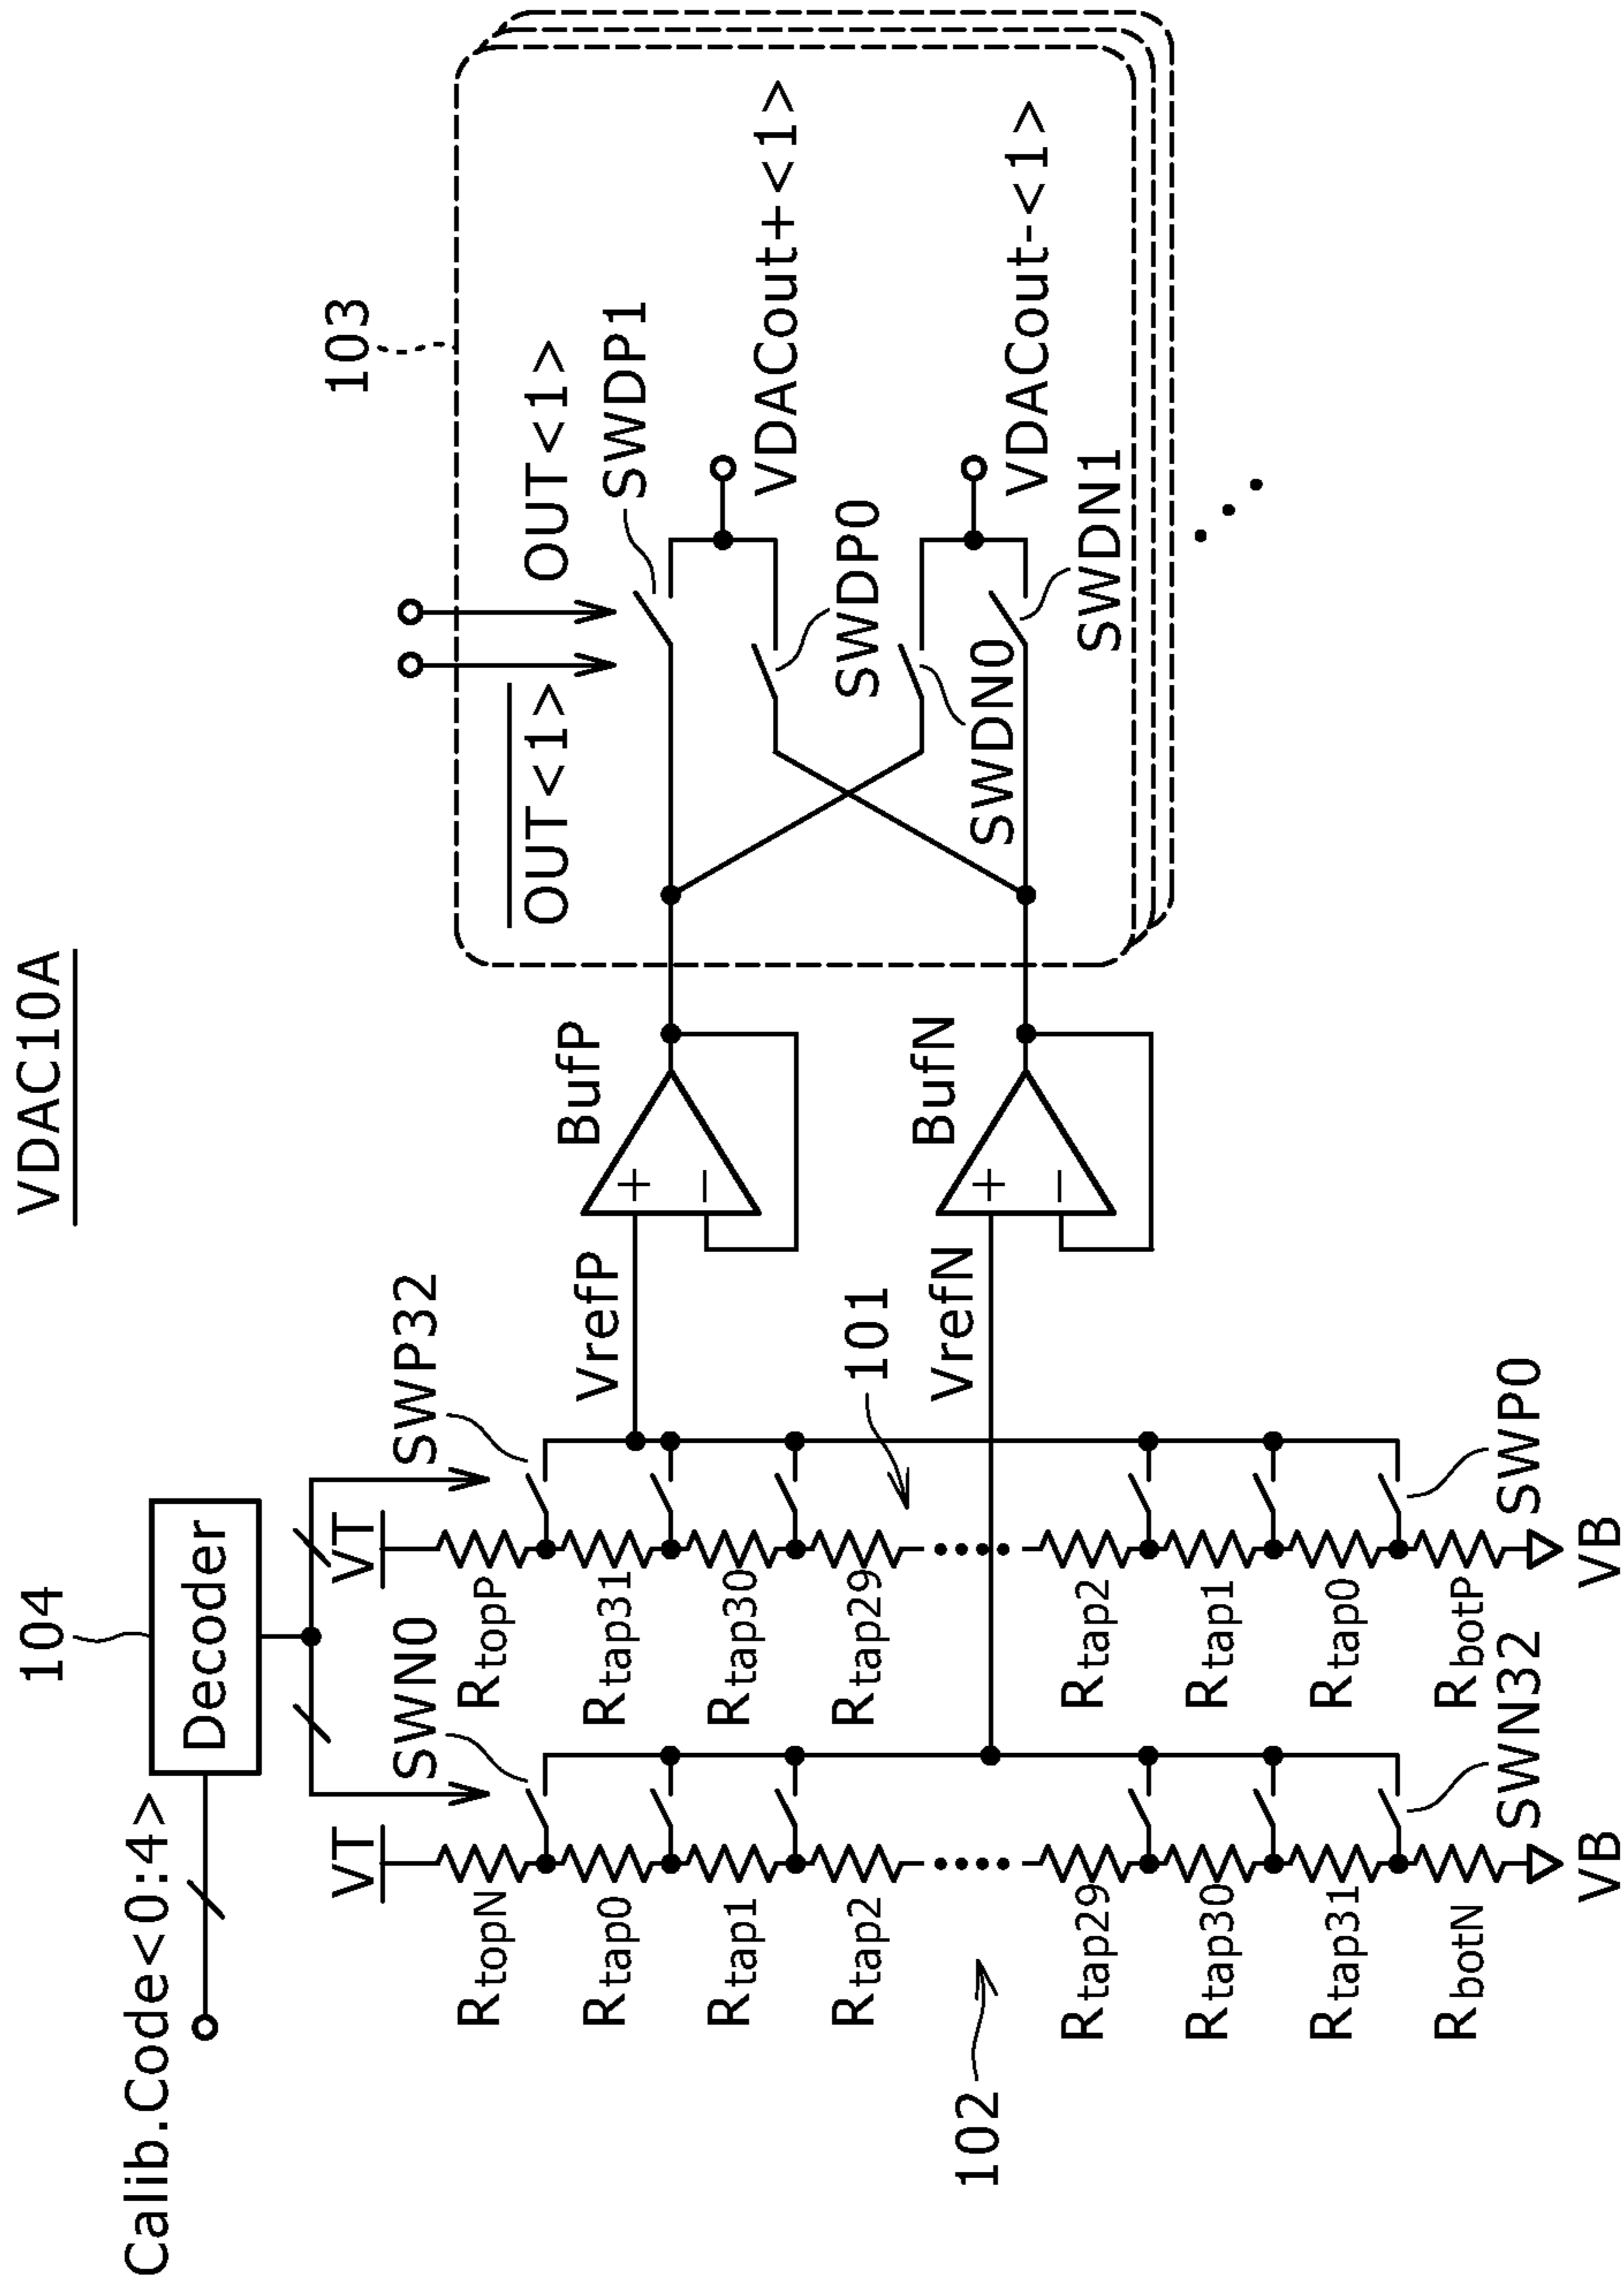 VDAC10A
104
Decoder
Calib.Code<0:4>
SWN0
SWP32
VT
VT
RtopN
Rtap0
Rtap1
Rtap2
Rtap29
Rtap30
Rtap31
RbotN
VB
SWN32
102
RtopP
Rtap31
Rtap30
Rtap29
Rtap2
Rtap1
Rtap0
RbotP
VB
SWP0
101
VrefP
VrefN
BufP
+
−
BufN
+
−
103
OUT<1>
OUT<1>
SWDP1
SWDP0
SWDN0
SWDN1
VDACout+<1>
VDACout-<1>